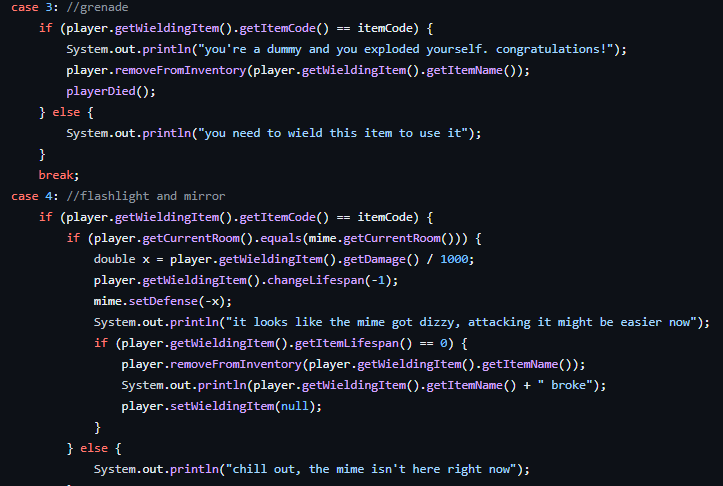 case 3: //grenade
    if (player.getWieldingItem().getItemCode() == itemCode) {
        System.out.println("you're a dummy and you exploded yourself. congratulations!");
        player.removeFromInventory(player.getWieldingItem().getItemName());
        playerDied();
    } else {
        System.out.println("you need to wield this item to use it");
    }
    break;
case 4: //flashlight and mirror
    if (player.getWieldingItem().getItemCode() == itemCode) {
        if (player.getCurrentRoom().equals(mime.getCurrentRoom())) {
            double x = player.getWieldingItem().getDamage() / 1000;
            player.getWieldingItem().changeLifespan(-1);
            mime.setDefense(-x);
            System.out.println("it looks like the mime got dizzy, attacking it might be easier now");
            if (player.getWieldingItem().getItemLifespan() == 0) {
                player.removeFromInventory(player.getWieldingItem().getItemName());
                System.out.println(player.getWieldingItem().getItemName() + " broke");
                player.setWieldingItem(null);
            }
        } else {
            System.out.println("chill out, the mime isn't here right now");